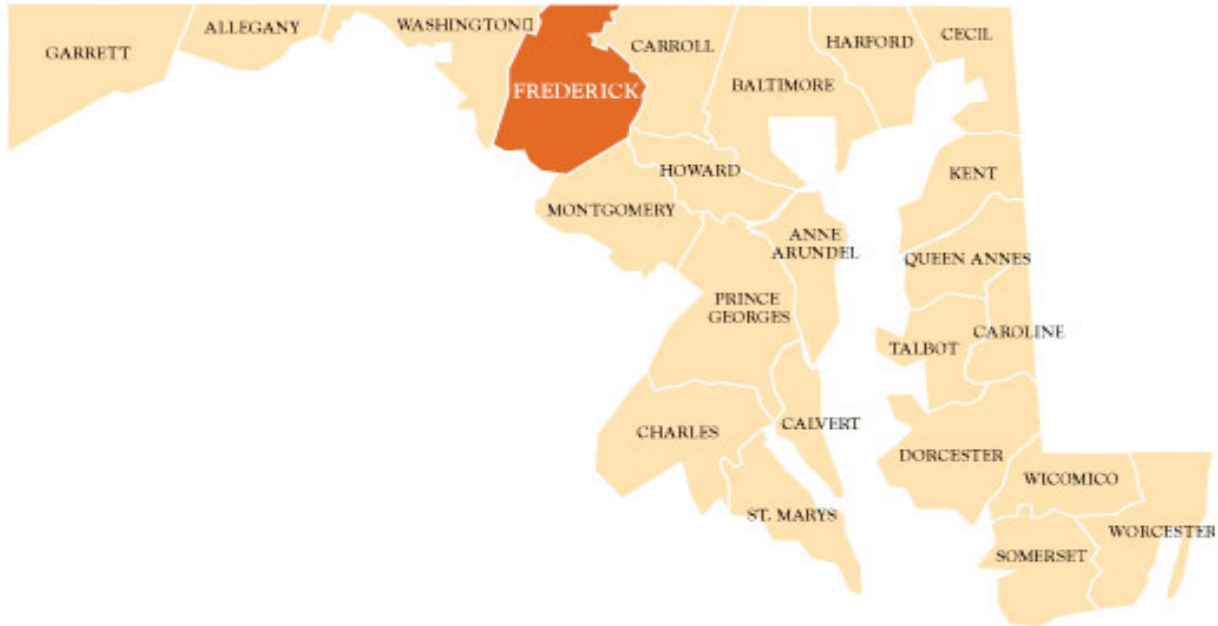 GARRETT
ALLEGANY
WASHINGTON▯
FREDERICK
CARROLL
BALTIMORE
HARFORD
CECIL
HOWARD
MONTGOMERY
KENT
ANNE
ARUNDEL
QUEEN ANNES
PRINCE
GEORGES
TALBOT
CAROLINE
CHARLES
CALVERT
DORCESTER
WICOMICO
ST. MARYS
WORCESTER
SOMERSET